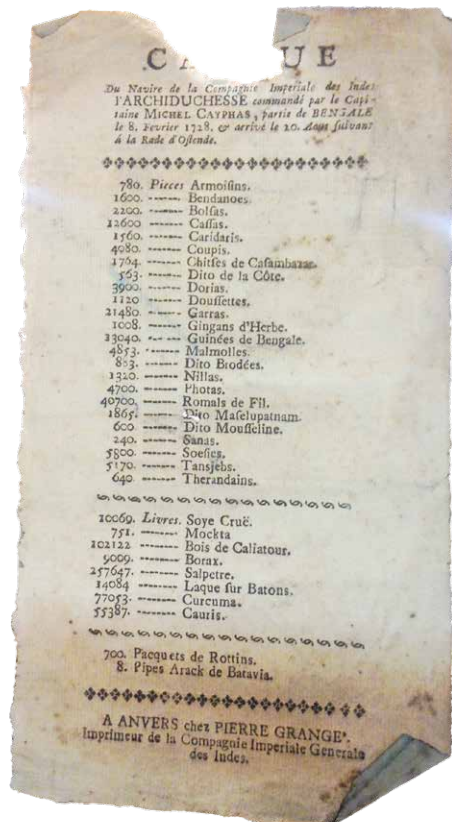 C UE
Du Navire de la Compagnie Imperiale des Indes
l'ARCHIDUCHESSE commandé par le Capi-
taine MICHEL CAYPHAS, partie de BENGALE
le 8. Fevrier 1728, & arrivé le 20. Aout suivant
á la Rade d'Ostende.
780. Pieces Armoisins.
1600. ------- Bendanoes.
2200. ------- Bolsas.
12600 ------- Cassas.
1560. ------- Caridaris.
4080. ------- Coupis.
1764. ------- Chitses de Casambazar.
563. ------- Dito de la Côte.
3900. ------- Dorias.
1120 ------- Doussettes.
21480. ------- Garras.
1008. ------- Gingans d'Herbe.
13040. ------- Guinées de Bengale.
4853. ------- Malmolles.
883. ------- Dito Brodées.
1320. ------- Nillas.
4700. ------- Photas.
40700. ------- Romals de Fil.
1865. ------- Dito Maselupatnam.
600. ------- Dito Mousseline.
240. ------- Sanas.
5800. ------- Soesies.
5170. ------- Tansjebs.
640. ------- Therandains.
10069. Livres. Soye Cruë.
751. ------- Mockta
102122 ------- Bois de Caliatour.
9009. ------- Borax.
257647. ------- Salpetre.
14084 ------- Laque sur Batons.
77053. ------- Curcuma.
55387. ------- Cauris.
700. Pacquets de Rottins.
8. Pipes Arack de Batavia.
A ANVERS chez PIERRE GRANGE'.
Imprimeur de la Compagnie Imperiale Generale
des Indes.